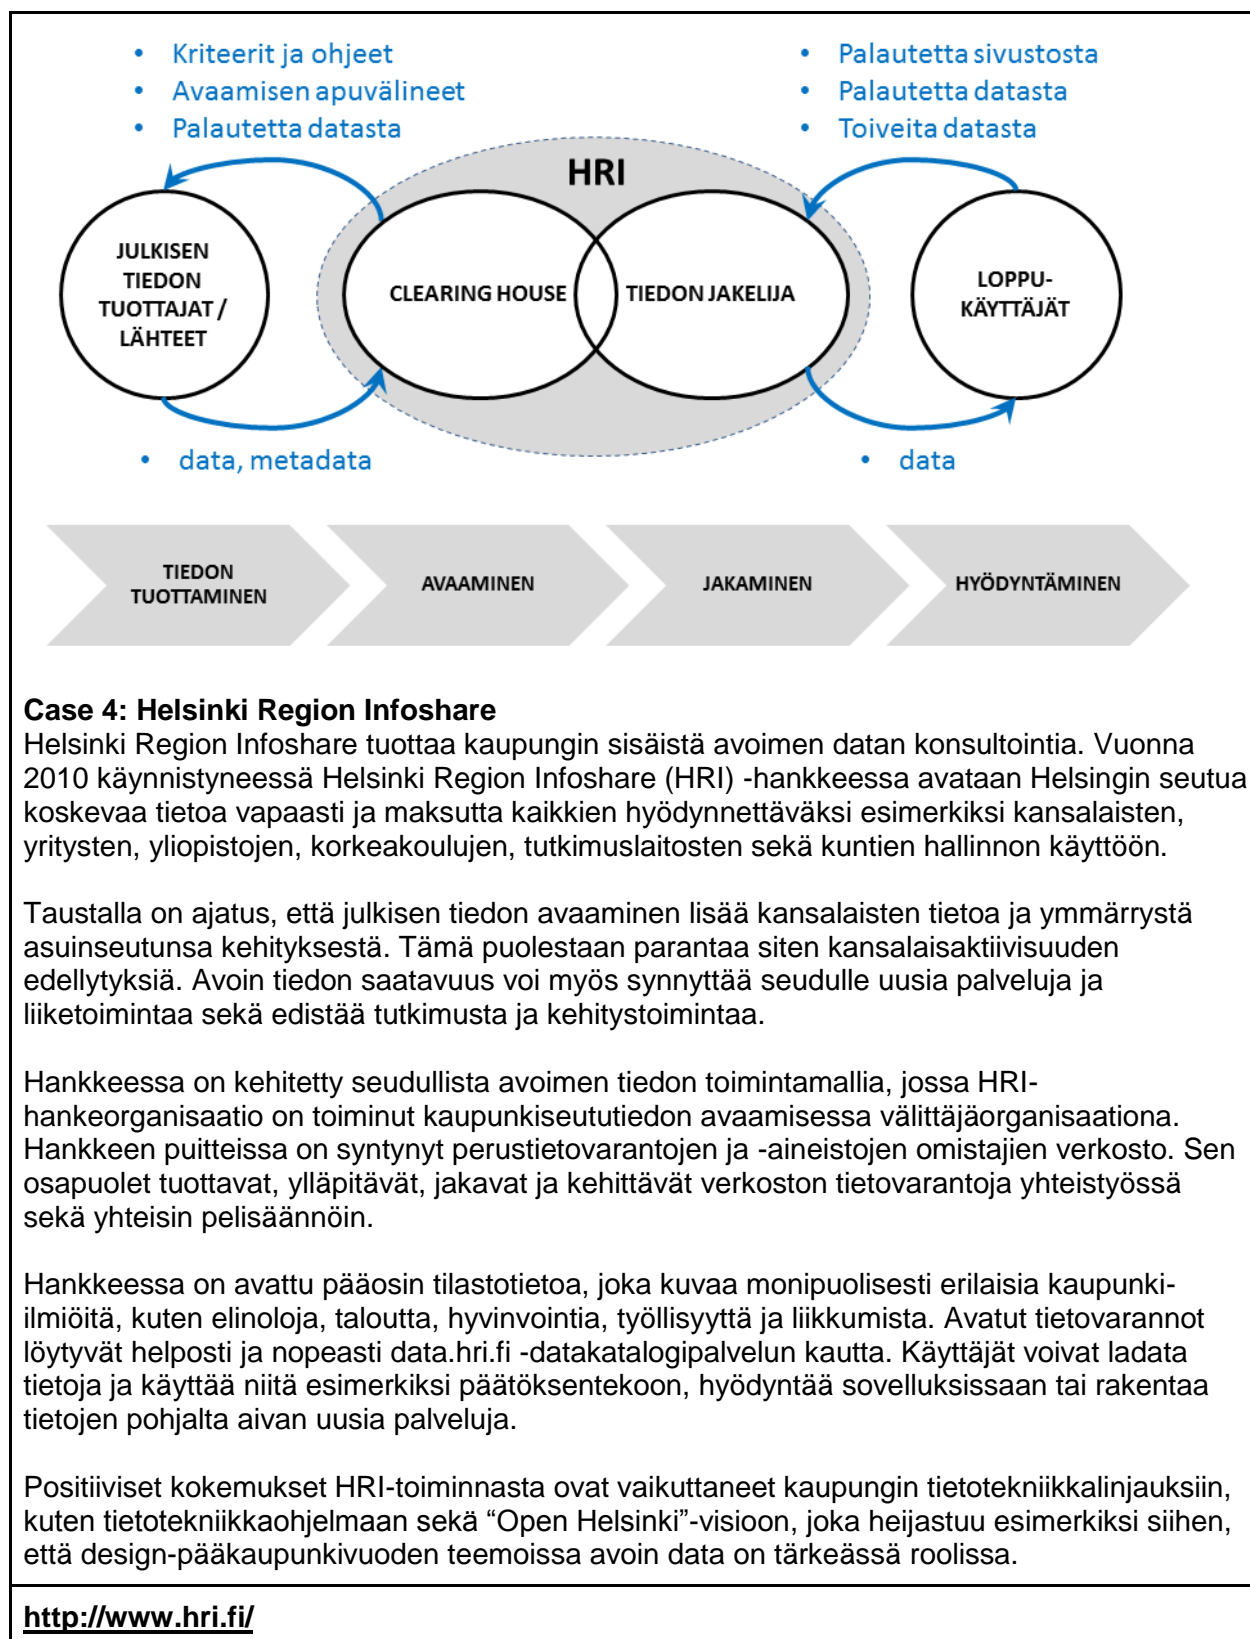 • Kriteerit ja ohjeet
• Avaamisen apuvälineet
• Palautetta datasta
• Palautetta sivustosta
• Palautetta datasta
• Toiveita datasta
HRI
JULKISEN
TIEDON
TUOTTAJAT /
LÄHTEET
CLEARING HOUSE
TIEDON JAKELIJA
LOPPU-
KÄYTTÄJÄT
• data, metadata
• data
TIEDON
TUOTTAMINEN
AVAAMINEN
JAKAMINEN
HYÖDYNTÄMINEN
Case 4: Helsinki Region Infoshare
Helsinki Region Infoshare tuottaa kaupungin sisäistä avoimen datan konsultointia. Vuonna
2010 käynnistyneessä Helsinki Region Infoshare (HRI) -hankkeessa avataan Helsingin seutua
koskevaa tietoa vapaasti ja maksutta kaikkien hyödynnettäväksi esimerkiksi kansalaisten,
yritysten, yliopistojen, korkeakoulujen, tutkimuslaitosten sekä kuntien hallinnon käyttöön.
Taustalla on ajatus, että julkisen tiedon avaaminen lisää kansalaisten tietoa ja ymmärrystä
asuinseutunsa kehityksestä. Tämä puolestaan parantaa siten kansalaisaktiivisuuden
edellytyksiä. Avoin tiedon saatavuus voi myös synnyttää seudulle uusia palveluja ja
liiketoimintaa sekä edistää tutkimusta ja kehitystoimintaa.
Hankkeessa on kehitetty seudullista avoimen tiedon toimintamallia, jossa HRI-
hankeorganisaatio on toiminut kaupunkiseututiedon avaamisessa välittäjäorganisaationa.
Hankkeen puitteissa on syntynyt perustietovarantojen ja -aineistojen omistajien verkosto. Sen
osapuolet tuottavat, ylläpitävät, jakavat ja kehittävät verkoston tietovarantoja yhteistyössä
sekä yhteisin pelisäännöin.
Hankkeessa on avattu pääosin tilastotietoa, joka kuvaa monipuolisesti erilaisia kaupunki-
ilmiöitä, kuten elinoloja, taloutta, hyvinvointia, työllisyyttä ja liikkumista. Avatut tietovarannot
löytyvät helposti ja nopeasti data.hri.fi -datakatalogipalvelun kautta. Käyttäjät voivat ladata
tietoja ja käyttää niitä esimerkiksi päätöksentekoon, hyödyntää sovelluksissaan tai rakentaa
tietojen pohjalta aivan uusia palveluja.
Positiiviset kokemukset HRI-toiminnasta ovat vaikuttaneet kaupungin tietotekniikkalinjauksiin,
kuten tietotekniikkaohjelmaan sekä “Open Helsinki”-visioon, joka heijastuu esimerkiksi siihen,
että design-pääkaupunkivuoden teemoissa avoin data on tärkeässä roolissa.
http://www.hri.fi/